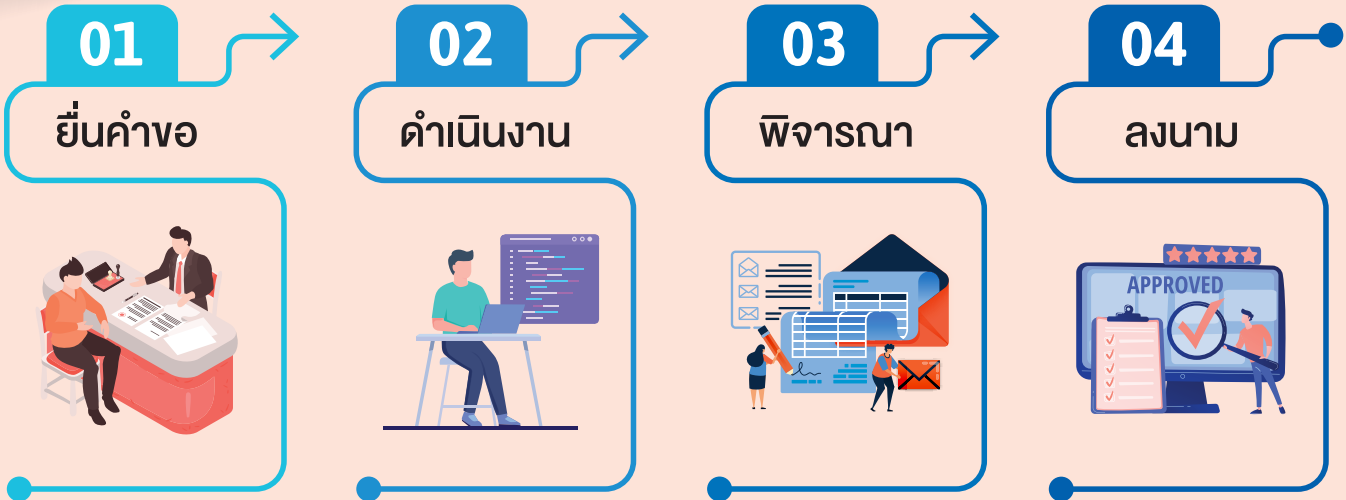 01
ยื่นคำขอ
02
ดำเนินงาน
03
พิจารณา
04
ลงนาม
APPROVED